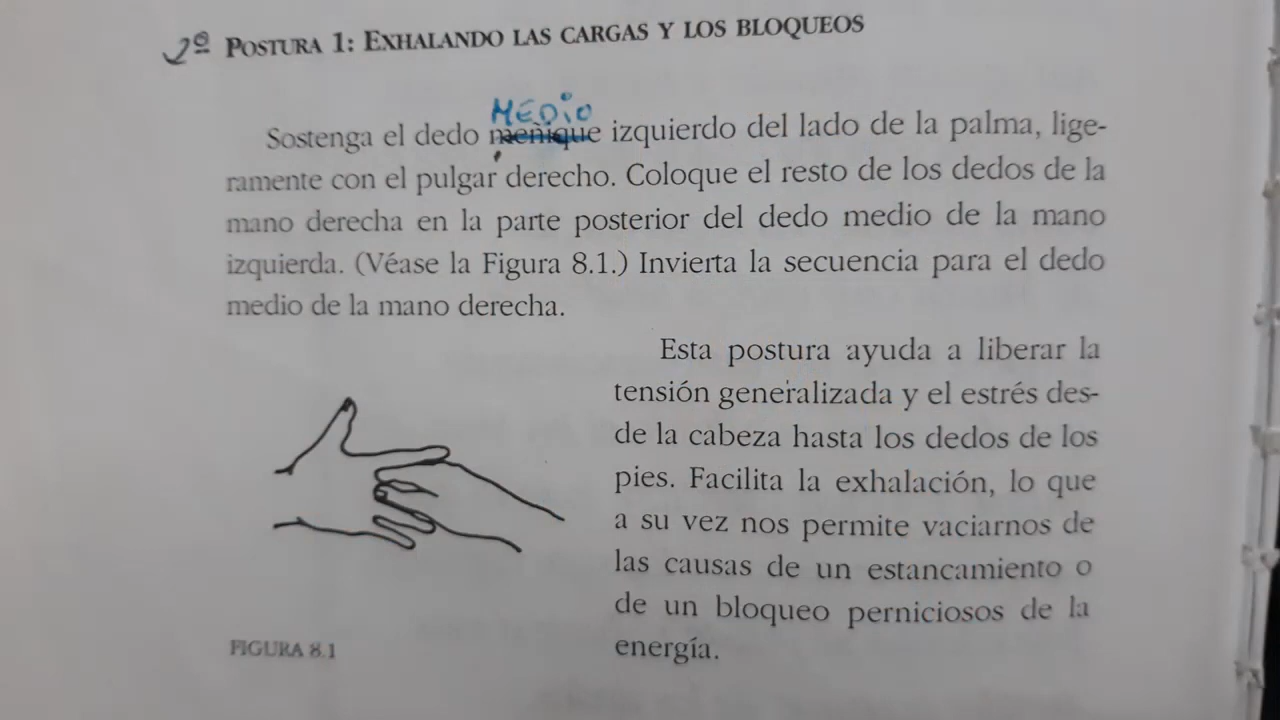 2º POSTURA 1: EXHALANDO LAS CARGAS Y LOS BLOQUEOS
MEDIO
Sostenga el dedo meñique izquierdo del lado de la palma, lige-
ramente con el pulgar derecho. Coloque el resto de los dedos de la
mano derecha en la parte posterior del dedo medio de la mano
izquierda. (Véase la Figura 8.1.) Invierta la secuencia para el dedo
medio de la mano derecha.
Esta postura ayuda a liberar la
tensión generalizada y el estrés des-
de la cabeza hasta los dedos de los
pies. Facilita la exhalación, lo que
a su vez nos permite vaciarnos de
las causas de un estancamiento o
de un bloqueo perniciosos de la
energía.
FIGURA 8.1